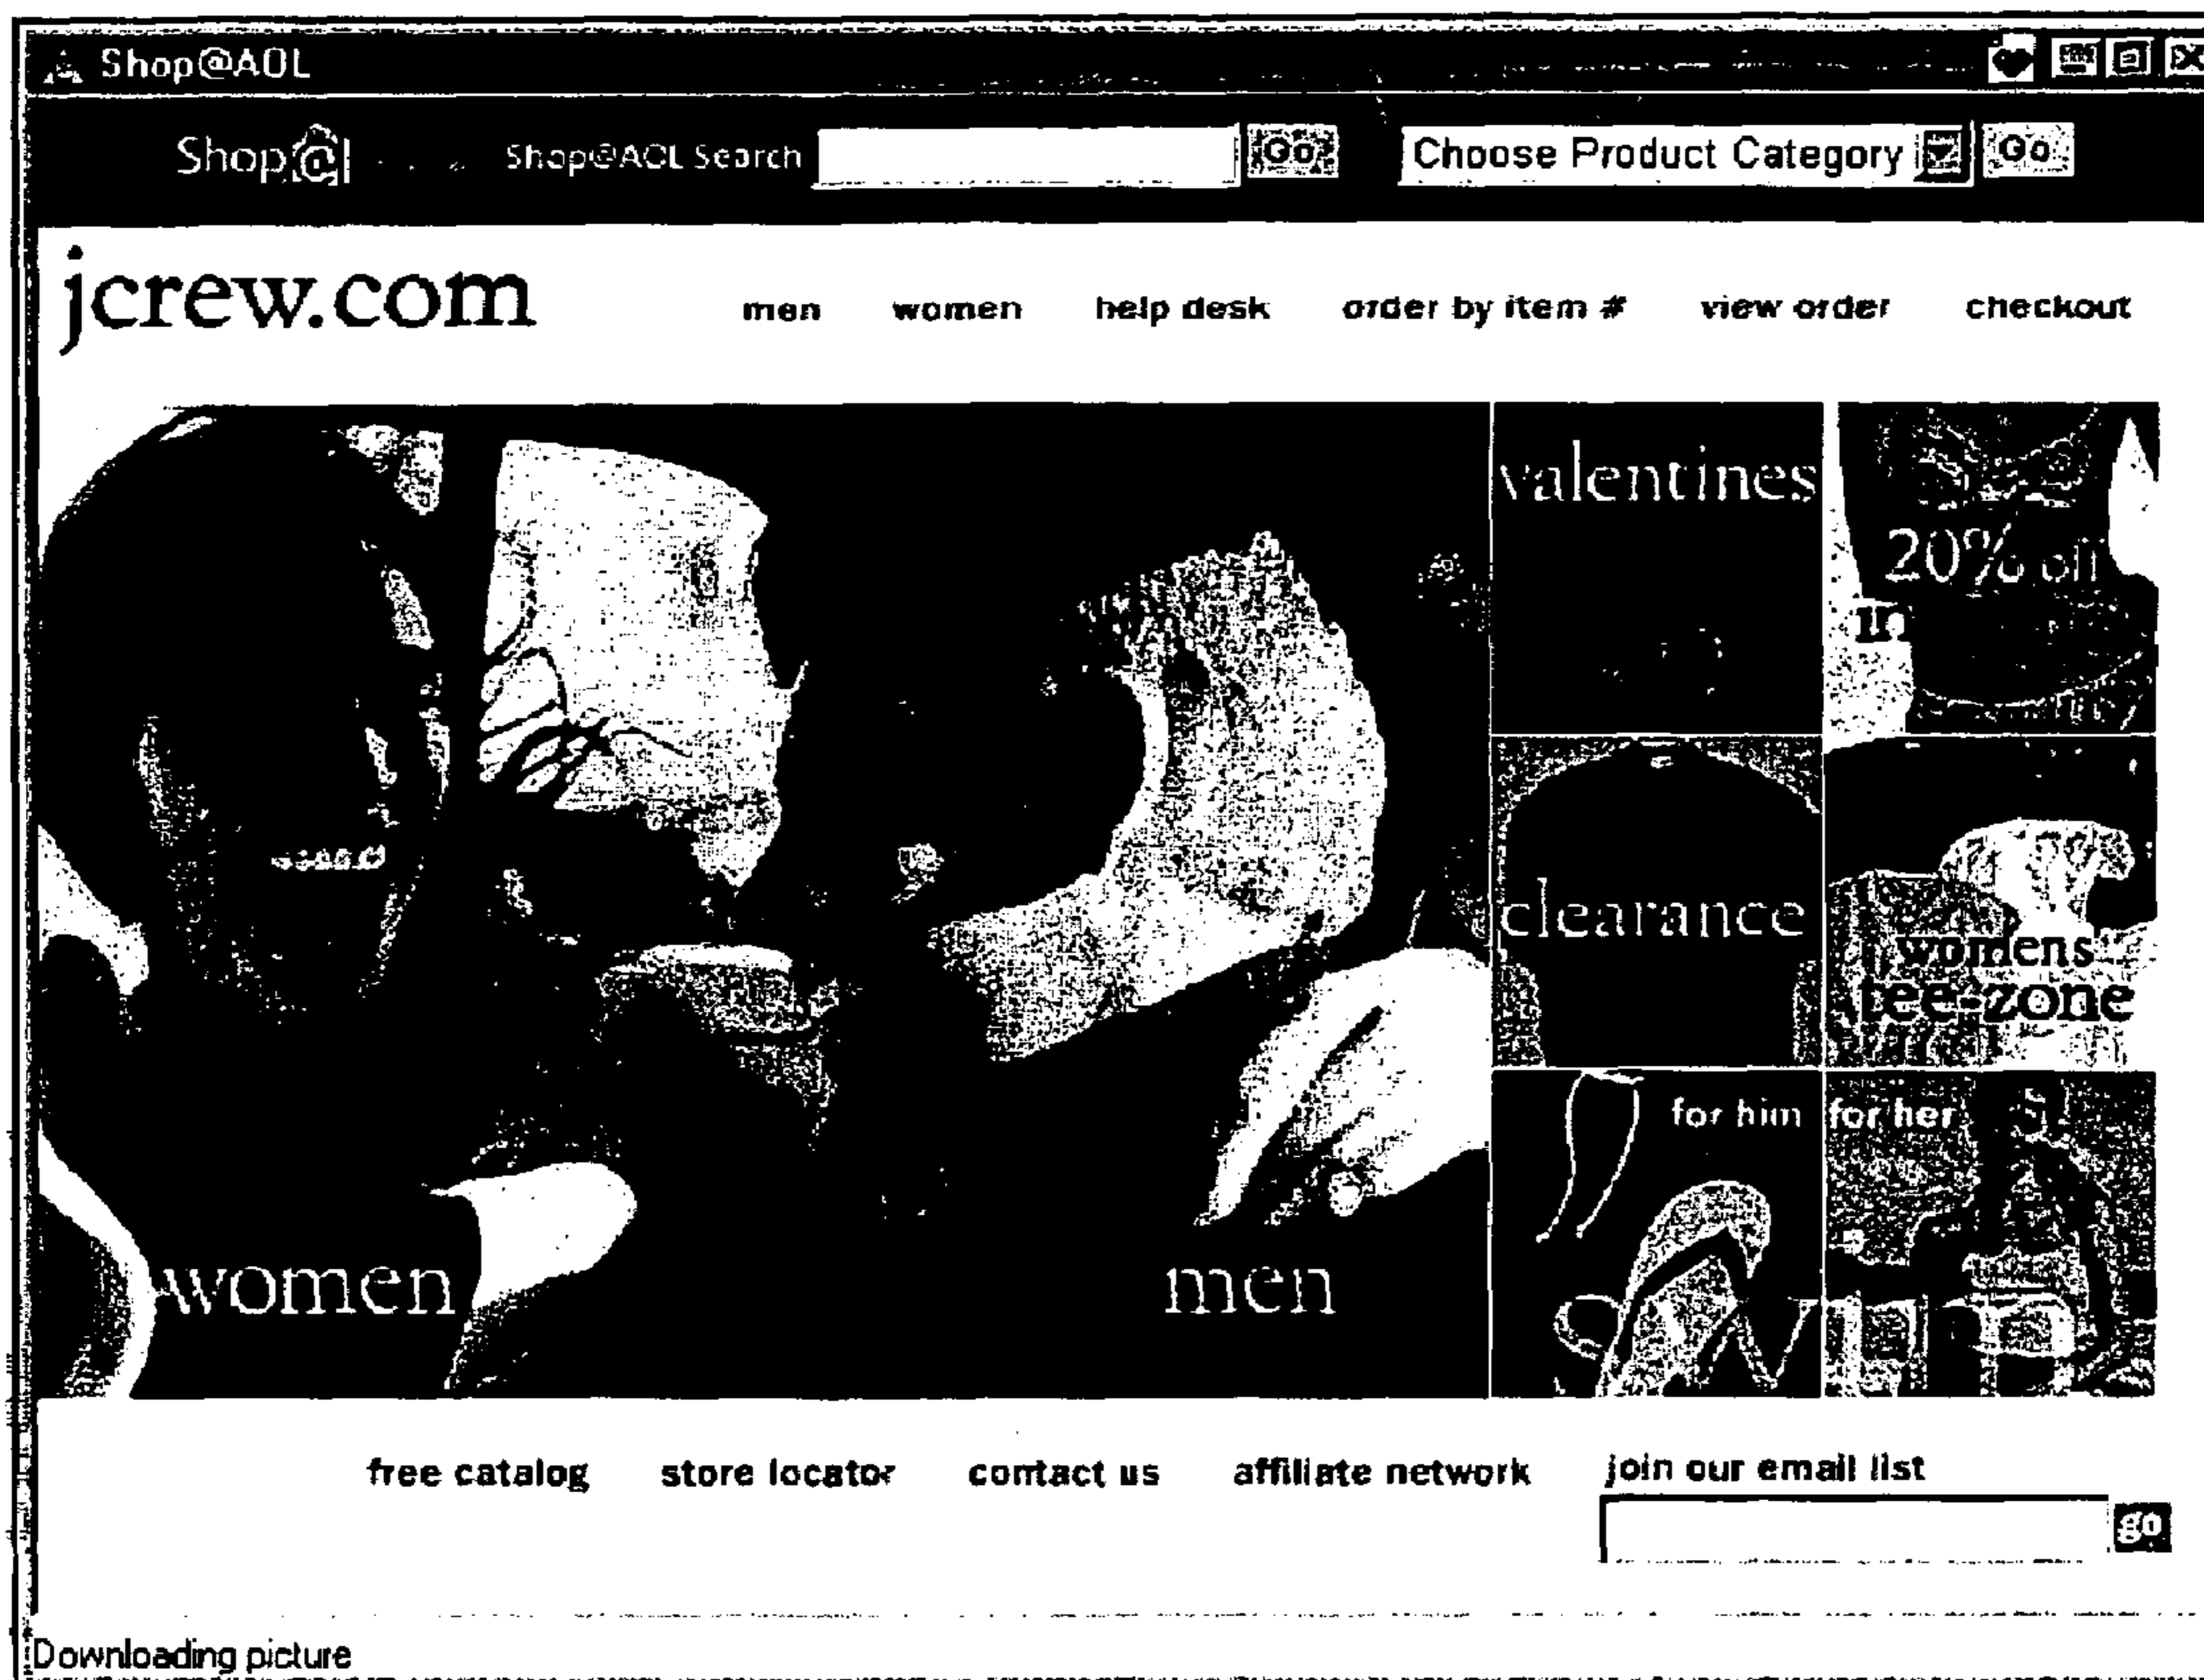 Shop@AOL
Shop@ Shop@AOL Search Go Choose Product Category Go
jcrew.com men women help desk order by item # view order checkout
valentines
20% off
clearance
womens
tee-zone
for him for her
women men
free catalog store locator contact us affiliate network join our email list
go
Downloading picture